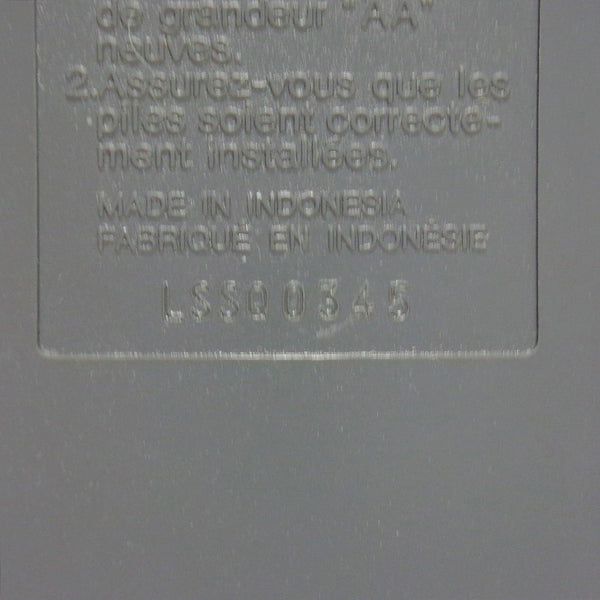 de grandeur "AA"
neuves.
2.Assurez-vous que les
piles soient correcte-
ment installées.
MADE IN INDONESIA
FABRIQUÉ EN INDONÉSIE
LSSQ0345